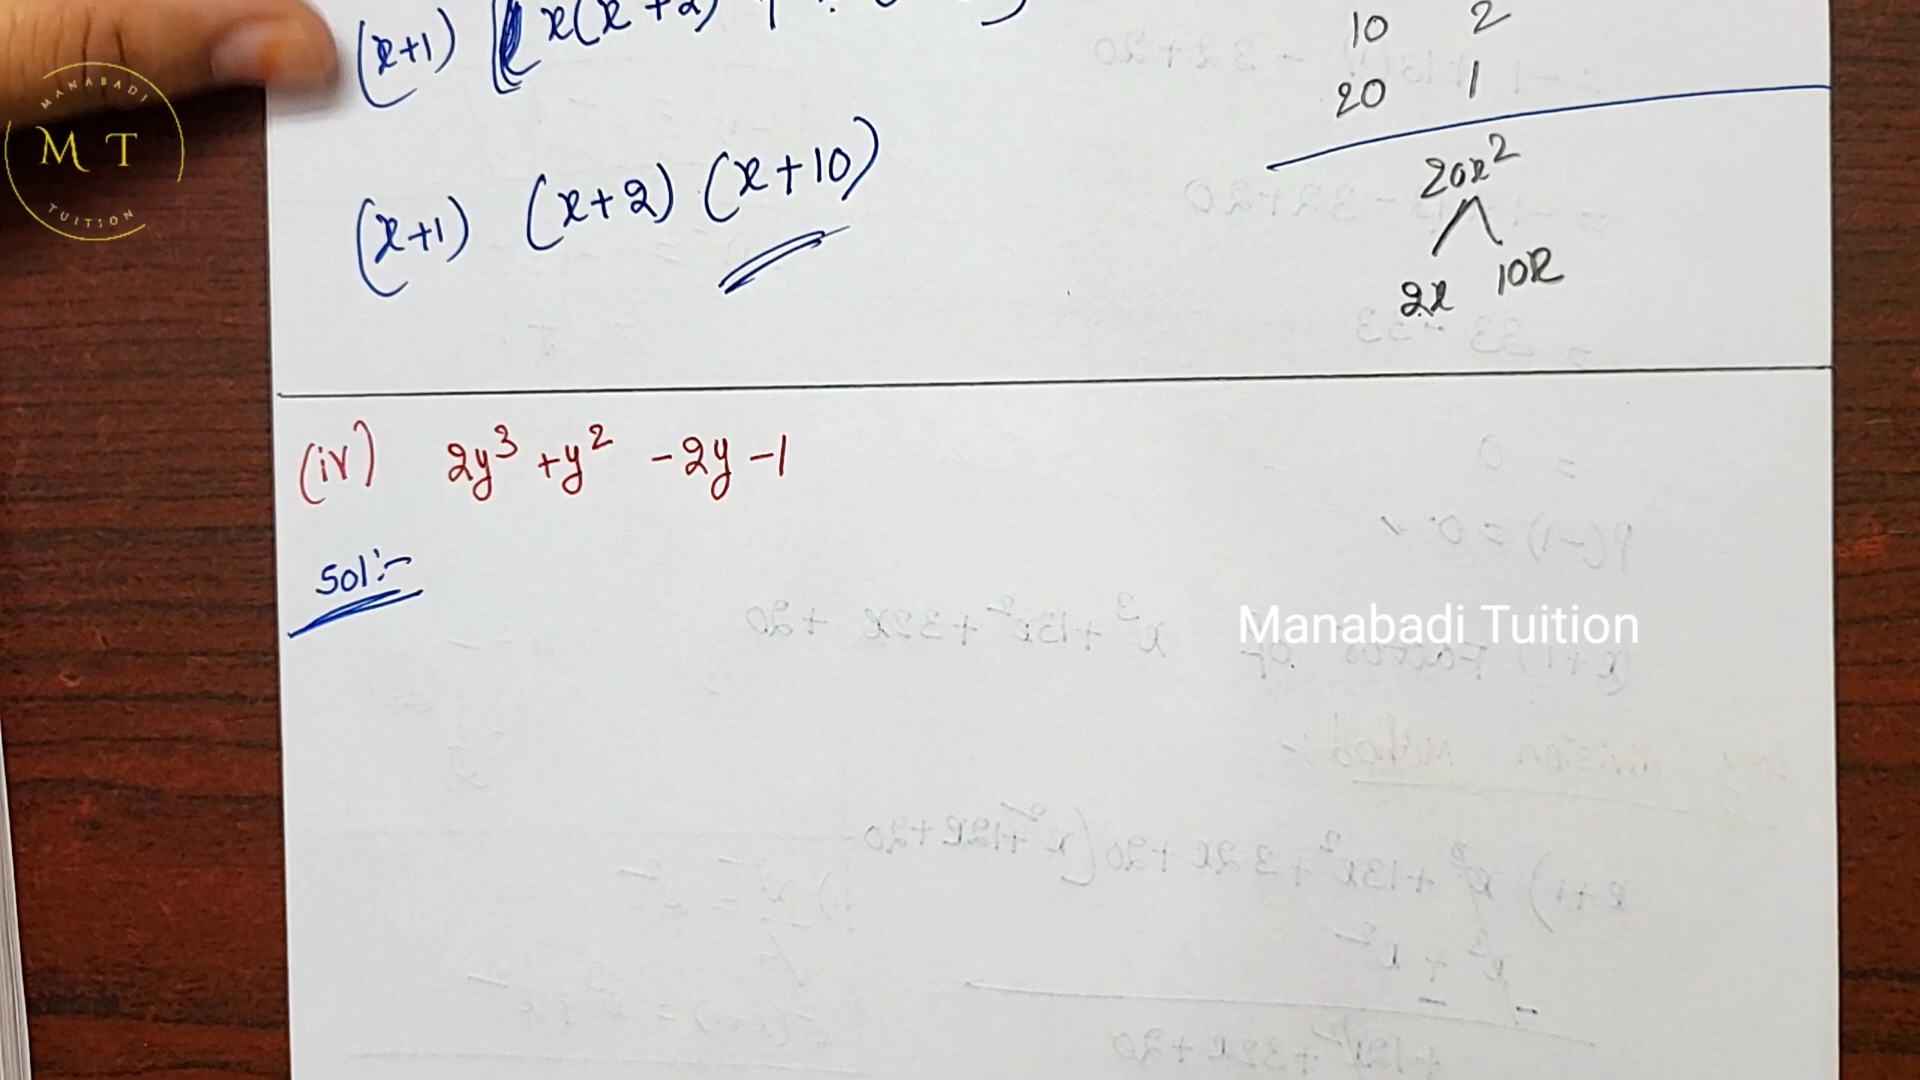 (x+1) [x(x+2)
10 2
20 1
MANABADI
M T
TUITION
(x+1) (x+2) (x+10)
20x²
2x 10x
(iv) 2y³ +y² -2y -1
Sol:-
Manabadi Tuition